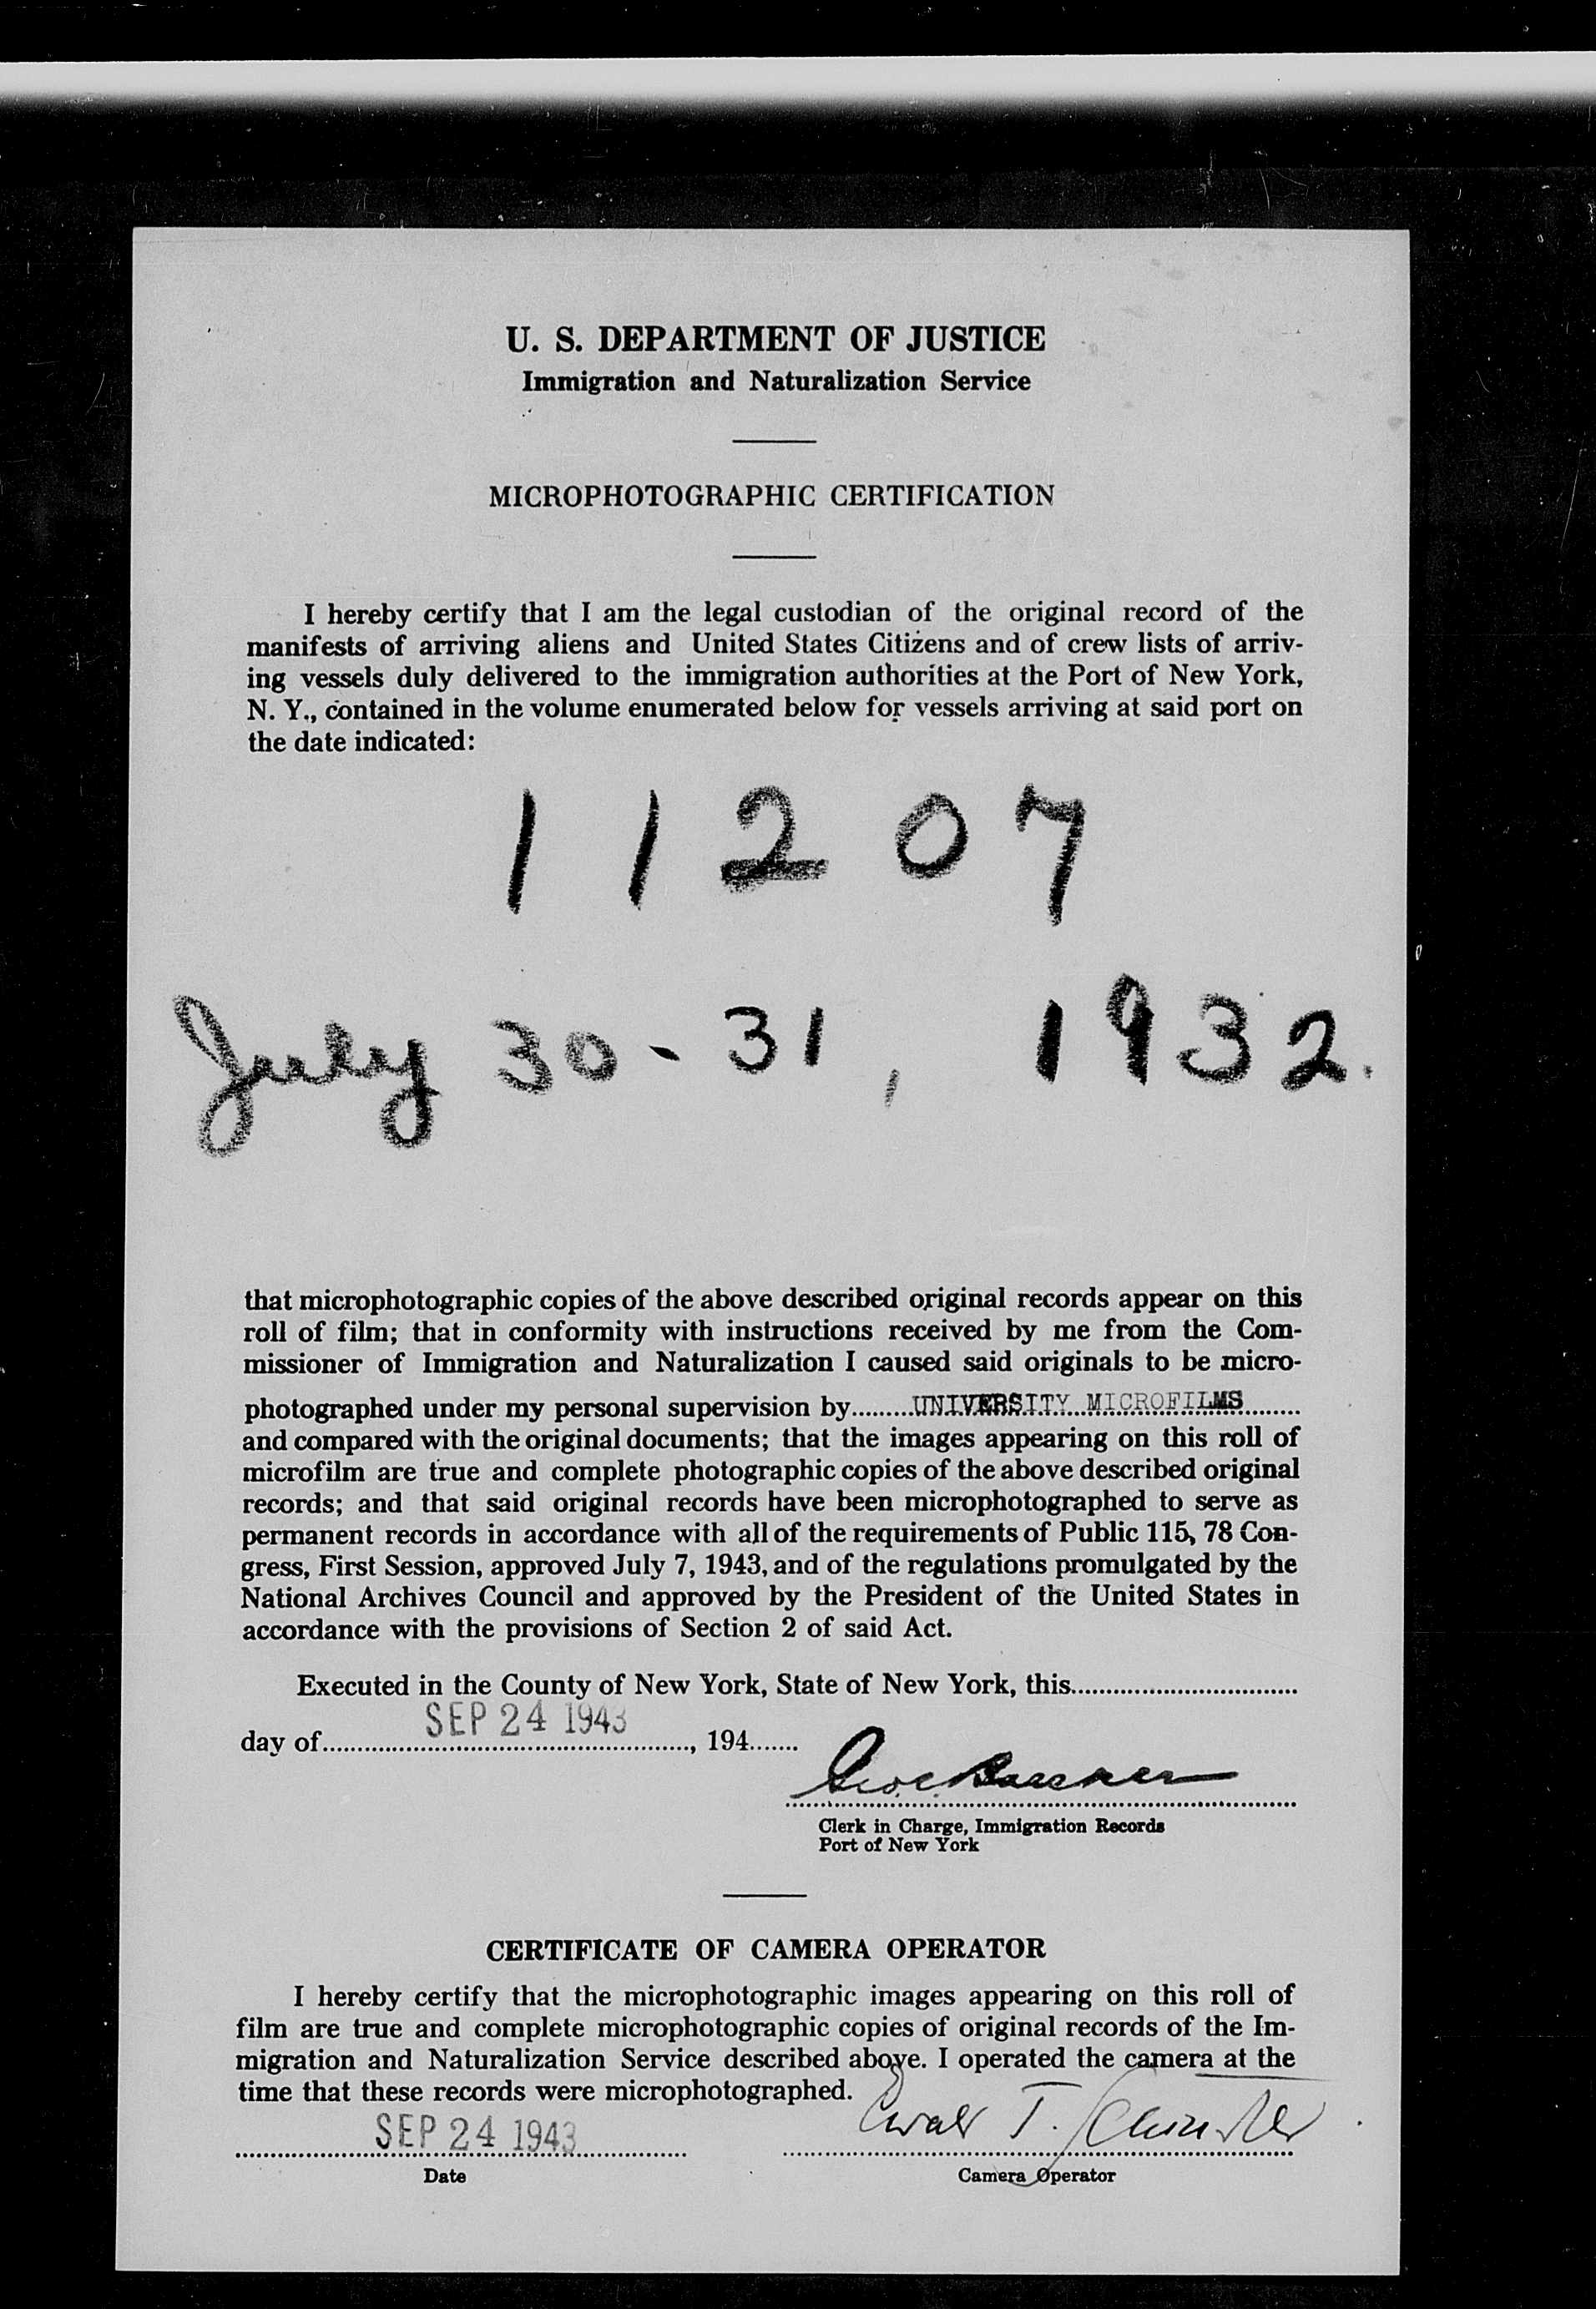 U. S. DEPARTMENT OF JUSTICE
Immigration and Naturalization Service
MICROPHOTOGRAPHIC CERTIFICATION
I hereby certify that I am the legal custodian of the original record of the
manifests of arriving aliens and United States Citizens and of crew lists of arriv-
ing vessels duly delivered to the immigration authorities at the Port of New York,
N. Y., contained in the volume enumerated below for vessels arriving at said port on
the date indicated:
11207
July 30-31, 1932.
that microphotographic copies of the above described original records appear on this
roll of film; that in conformity with instructions received by me from the Com-
missioner of Immigration and Naturalization I caused said originals to be micro-
photographed under my personal supervision by........UNIVERSITY MICROFILMS........
and compared with the original documents; that the images appearing on this roll of
microfilm are true and complete photographic copies of the above described original
records; and that said original records have been microphotographed to serve as
permanent records in accordance with all of the requirements of Public 115, 78 Con-
gress, First Session, approved July 7, 1943, and of the regulations promulgated by the
National Archives Council and approved by the President of the United States in
accordance with the provisions of Section 2 of said Act.
Executed in the County of New York, State of New York, this
SEP 24 1943
day of, 194
Clerk in Charge, Immigration Records
Port of New York
CERTIFICATE OF CAMERA OPERATOR
I hereby certify that the microphotographic images appearing on this roll of
film are true and complete microphotographic copies of original records of the Im-
migration and Naturalization Service described above. I operated the camera at the
time that these records were microphotographed.
SEP 24 1943
T.
Date
Camera Operator